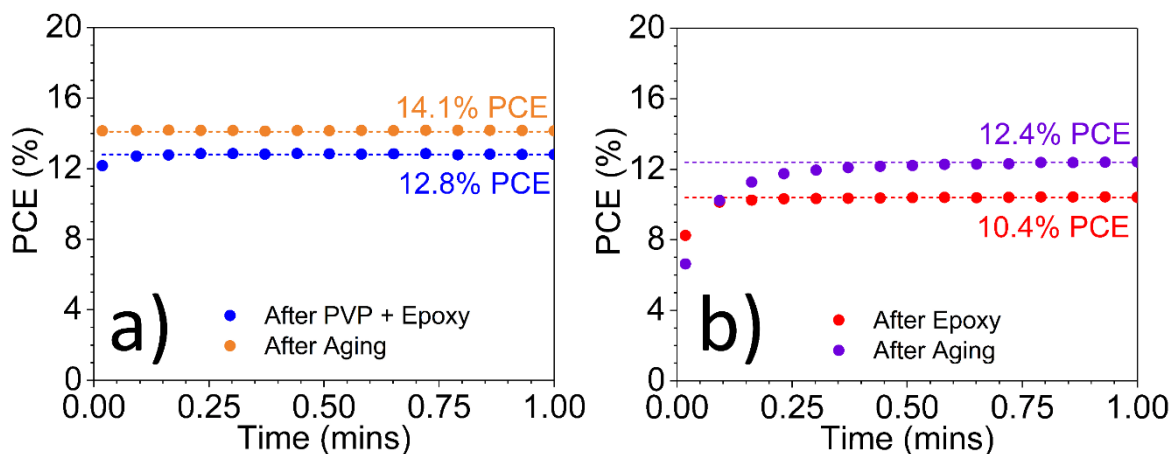 20
16
12
8
4
0
PCE (%)
14.1% PCE
12.8% PCE
a)
After PVP + Epoxy
After Aging
0.00 0.25 0.50 0.75 1.00
Time (mins)
20
16
12
8
4
0
PCE (%)
12.4% PCE
10.4% PCE
b)
After Epoxy
After Aging
0.00 0.25 0.50 0.75 1.00
Time (mins)